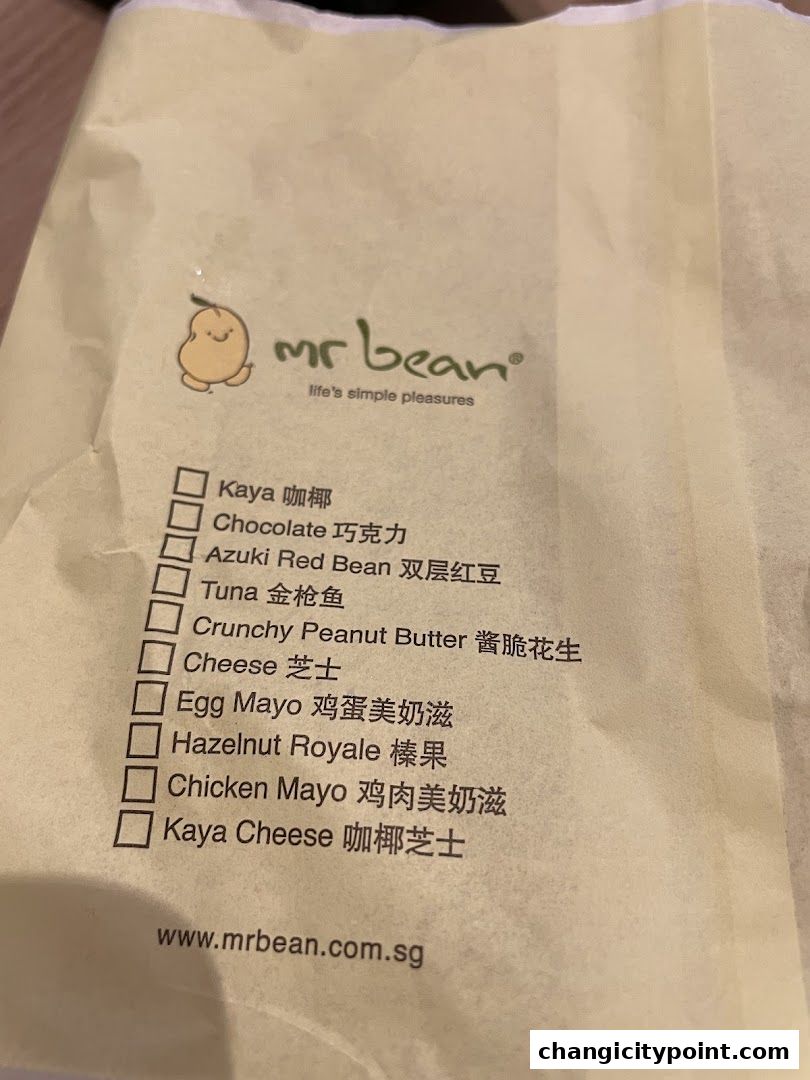 mr bean®
life's simple pleasures
Kaya 咖椰
Chocolate 巧克力
Azuki Red Bean 双层红豆
Tuna 金枪鱼
Crunchy Peanut Butter 酱脆花生
Cheese 芝士
Egg Mayo 鸡蛋美奶滋
Hazelnut Royale 榛果
Chicken Mayo 鸡肉美奶滋
Kaya Cheese 咖椰芝士
www.mrbean.com.sg
changicitypoint.com